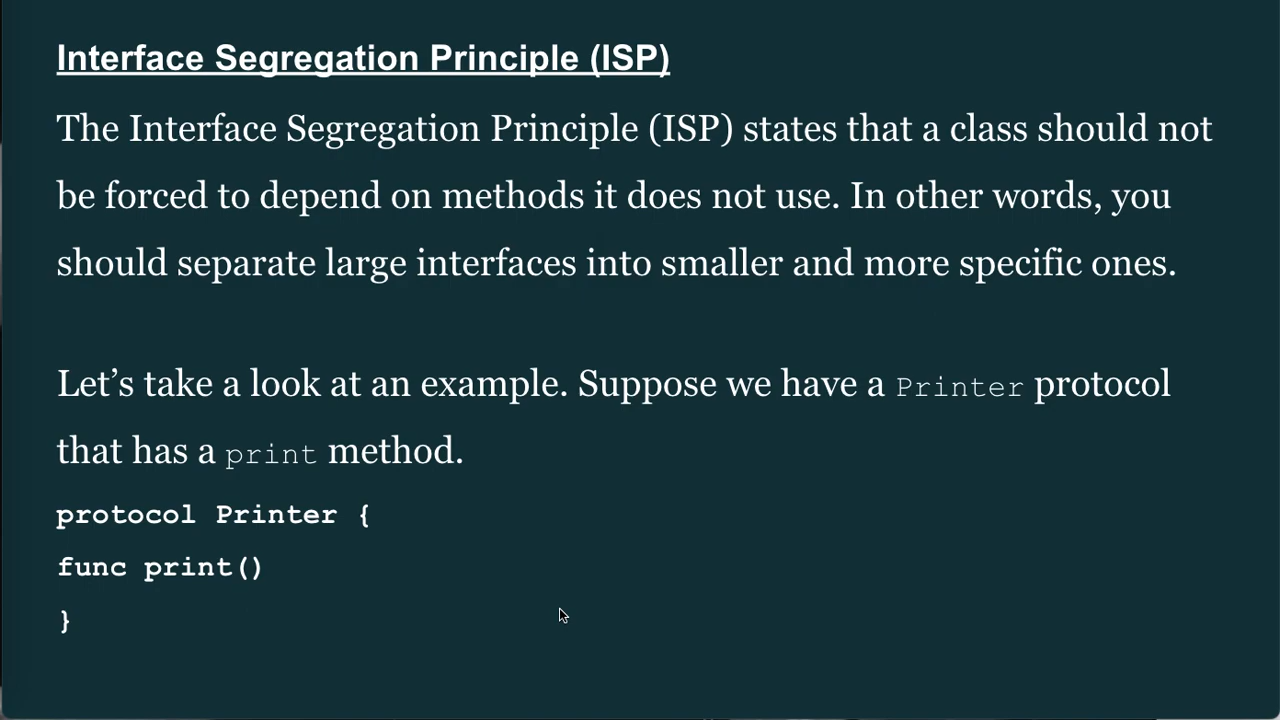 Interface Segregation Principle (ISP)
The Interface Segregation Principle (ISP) states that a class should not
be forced to depend on methods it does not use. In other words, you
should separate large interfaces into smaller and more specific ones.
Let’s take a look at an example. Suppose we have a Printer protocol
that has a print method.
protocol Printer {
func print()
}